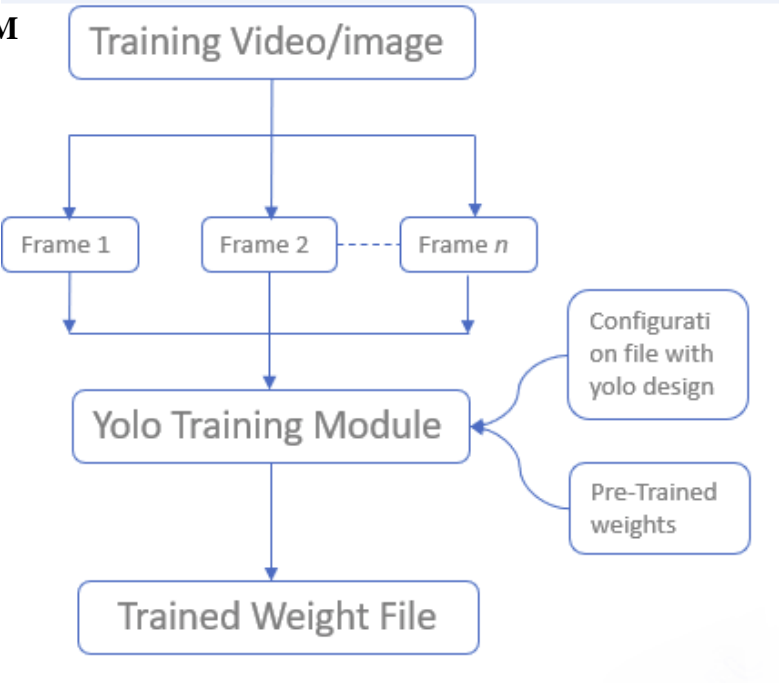 M
Training Video/image
Frame 1
Frame 2
Frame n
Configurati
on file with
yolo design
Yolo Training Module
Pre-Trained
weights
Trained Weight File